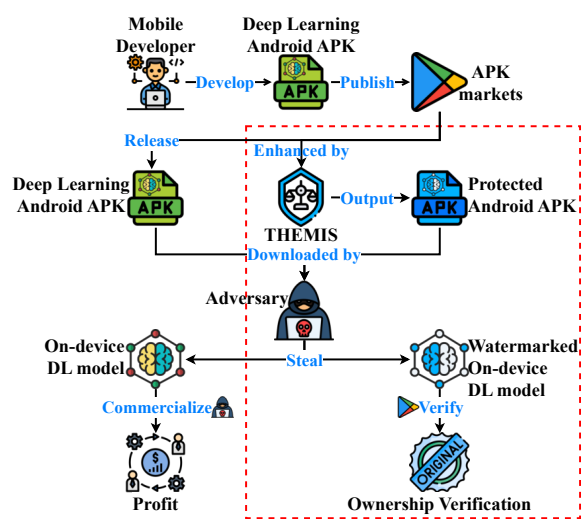 Mobile
Developer
Deep Learning
Android APK
Develop
APK
Publish
APK
markets
Release
Enhanced by
Deep Learning
Android APK
APK
THEMIS
Output
APK
Protected
Android APK
Downloaded by
Adversary
On-device
DL model
Steal
Watermarked
On-device
DL model
Commercialize
Verify
$
Profit
ORIGINAL
Ownership Verification